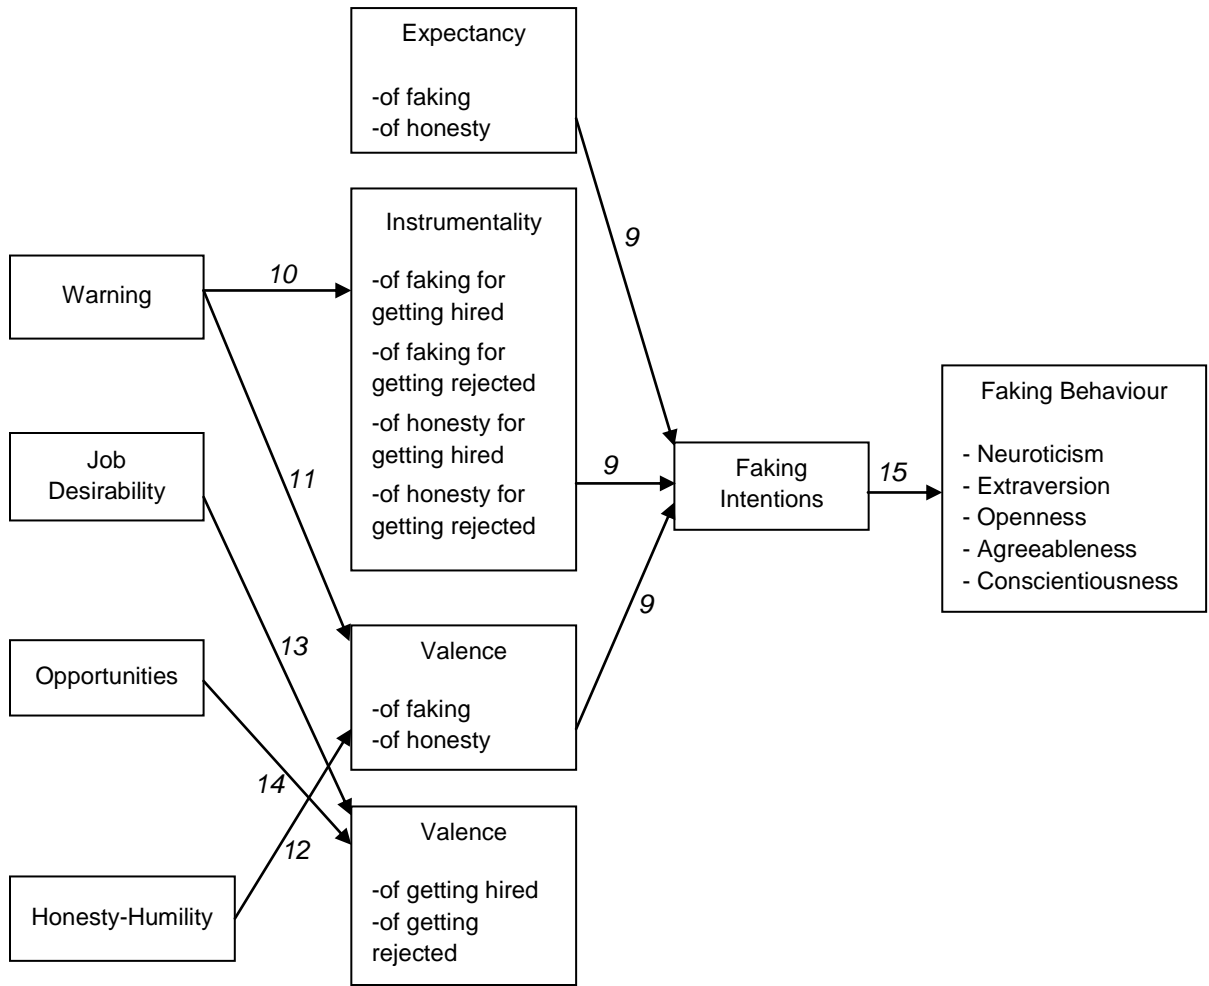 Expectancy
-of faking
-of honesty
9
Instrumentality
-of faking for
getting hired
-of faking for
getting rejected
-of honesty for
getting hired
-of honesty for
getting rejected
10
Warning
11
Job
Desirability
9
Faking
Intentions
15
Faking Behaviour
- Neuroticism
- Extraversion
- Openness
- Agreeableness
- Conscientiousness
9
13
Opportunities
Valence
-of faking
-of honesty
14
12
Honesty-Humility
Valence
-of getting hired
-of getting
rejected